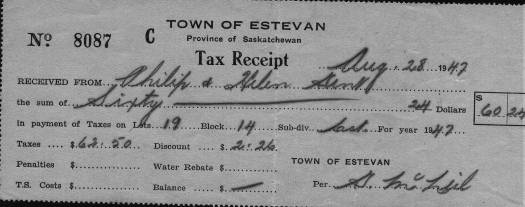 TOWN OF ESTEVAN
No 8087 C Province of Saskatchewan
Tax Receipt Aug. 28 1947
RECEIVED FROM Philip & Helen
the sum of Sixty 24 Dollars $ 60 24
In payment of Taxes on Lots 19 Block 14 Sub-div. East For year 1947
Taxes $ 62.50 Discount $ 2.26
Penalties $ Water Rebate $ TOWN OF ESTEVAN
T.S. Costs $ Balance $ — Per